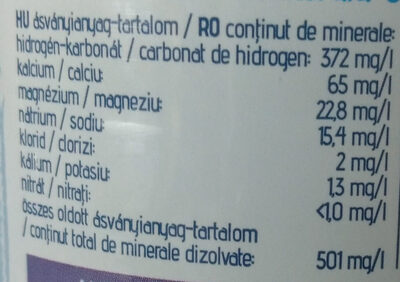 HU ásványianyag-tartalom / RO conținut de minerale:
hidrogén-karbonát / carbonat de hidrogen: 372 mg/l
kalcium / calciu: 65 mg/l
magnézium / magneziu: 22,8 mg/l
nátrium / sodiu: 15,4 mg/l
klorid / clorizi: 2 mg/l
kálium / potasiu: 1,3 mg/l
nitrát / nitrați: <1,0 mg/l
összes oldott ásványianyag-tartalom
/ conținut total de minerale dizolvate: 501 mg/l